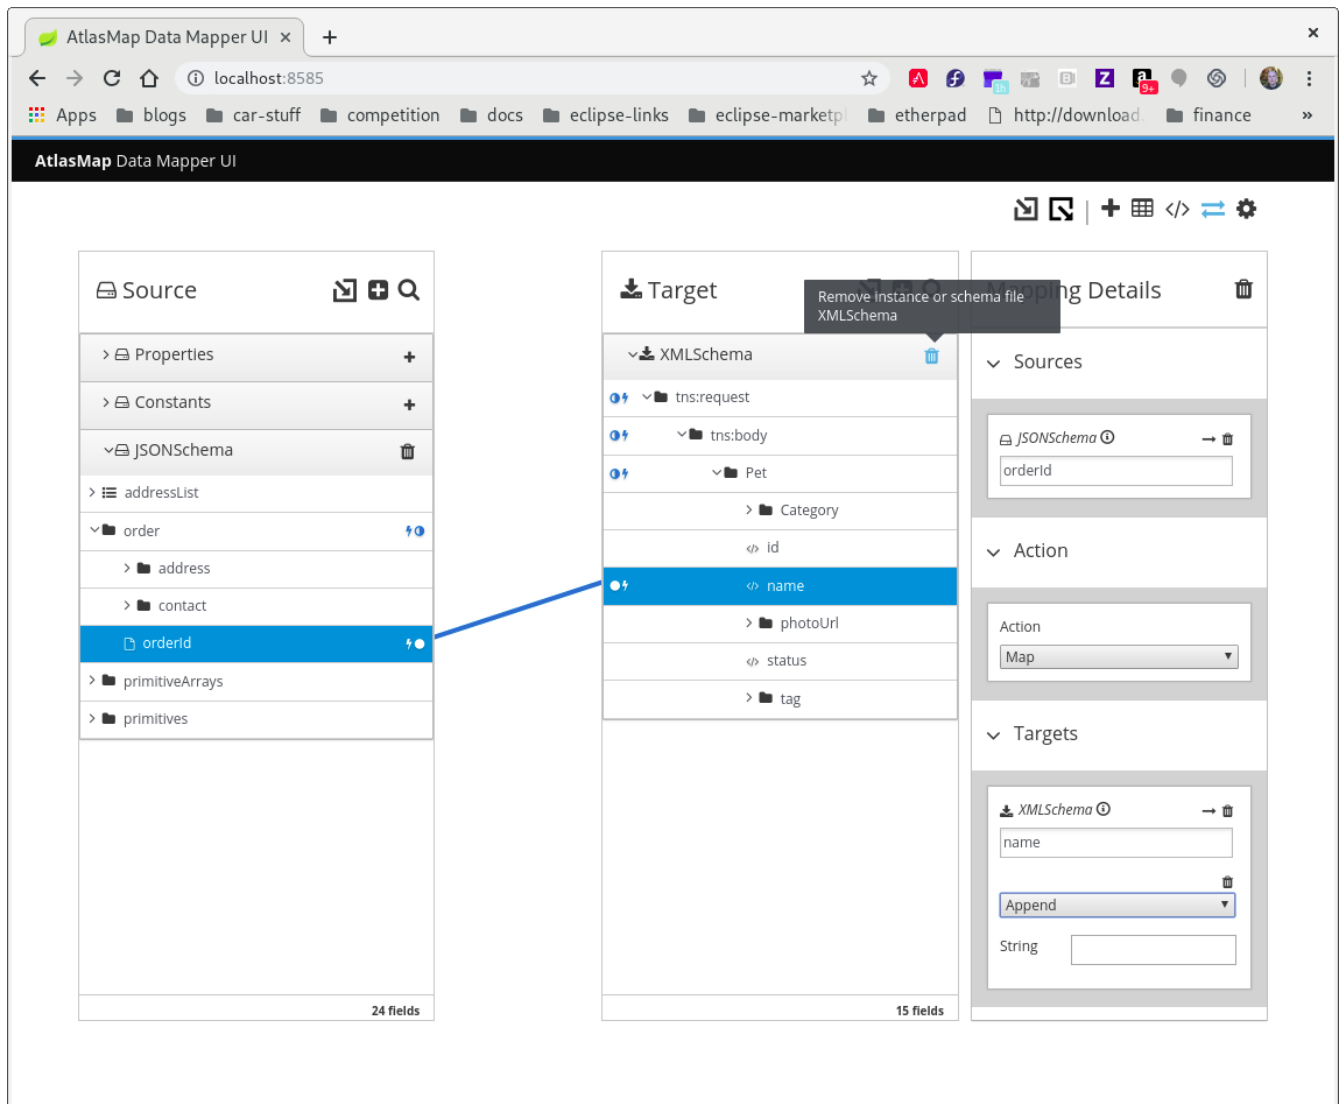 AtlasMap Data Mapper UI
localhost:8585
1h
B
Z
a
9+
Apps blogs car-stuff competition docs eclipse-links eclipse-marketpl etherpad http://download. finance »
AtlasMap Data Mapper UI
Source
Properties
Constants
JSONSchema
addressList
order
address
contact
orderId
primitiveArrays
primitives
24 fields
Target
Remove instance or schema file
XMLSchema
XMLSchema
tns:request
tns:body
Pet
Category
id
name
photoUrl
status
tag
15 fields
Mapping Details
Sources
JSONSchema
orderId
Action
Action
Map
Targets
XMLSchema
name
Append
String